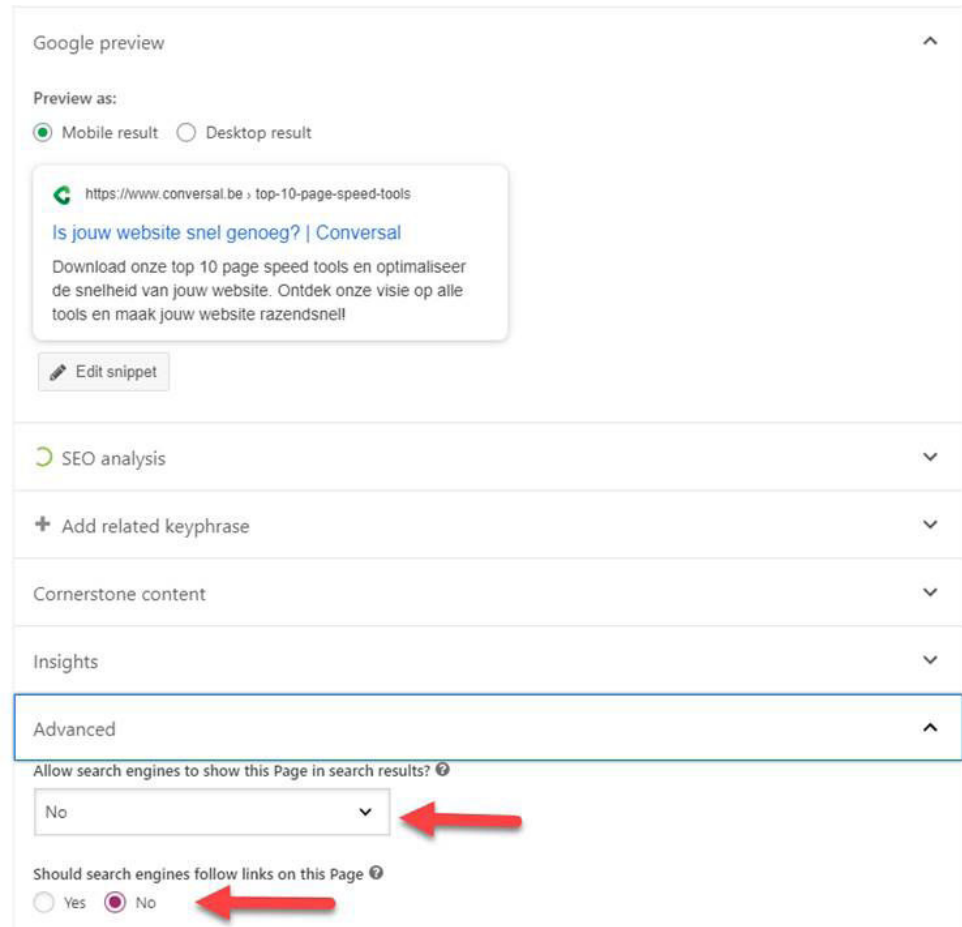 Google preview
Preview as:
Mobile result Desktop result
https://www.conversal.be › top-10-page-speed-tools
Is jouw website snel genoeg? | Conversal
Download onze top 10 page speed tools en optimaliseer
de snelheid van jouw website. Ontdek onze visie op alle
tools en maak jouw website razendsnel!
Edit snippet
SEO analysis
Add related keyphrase
Cornerstone content
Insights
Advanced
Allow search engines to show this Page in search results?
No
Should search engines follow links on this Page
Yes No